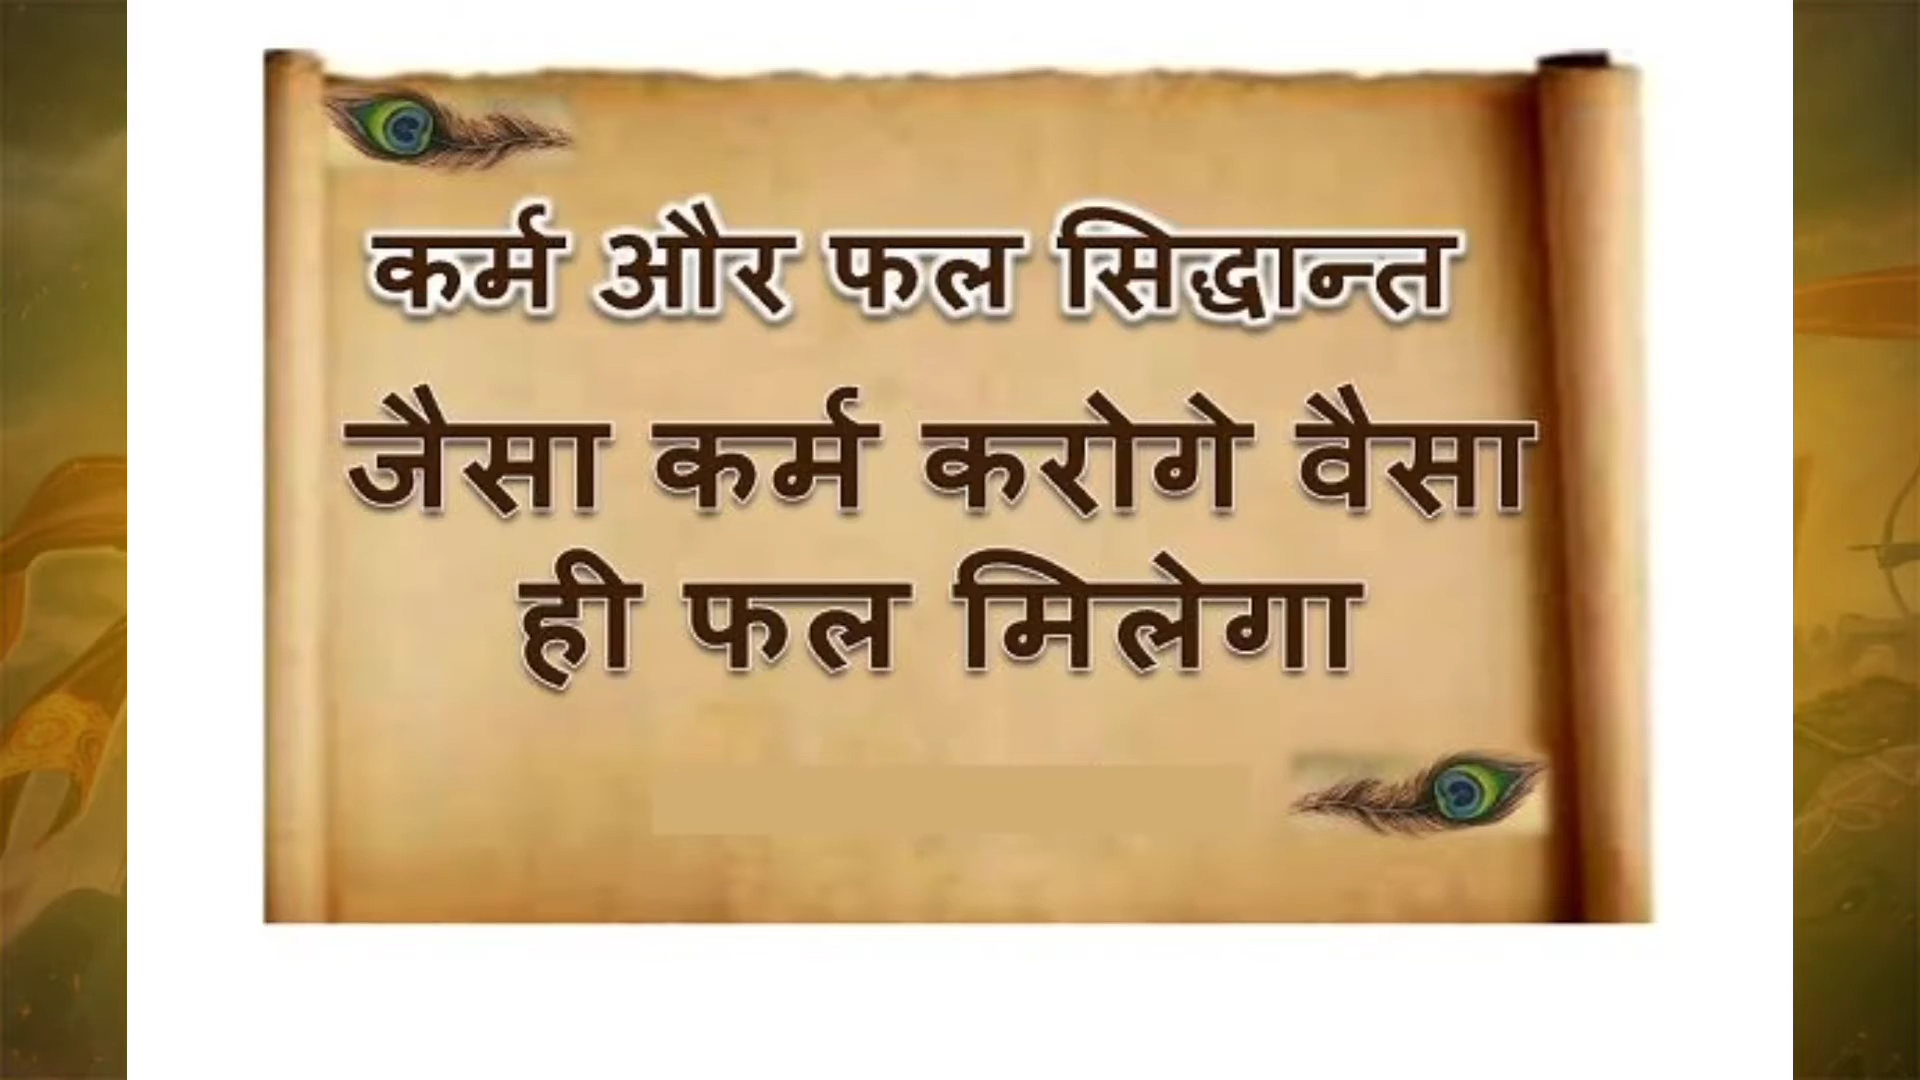 कर्म और फल सिद्धान्त
जैसा कर्म करोगे वैसा
ही फल मिलेगा